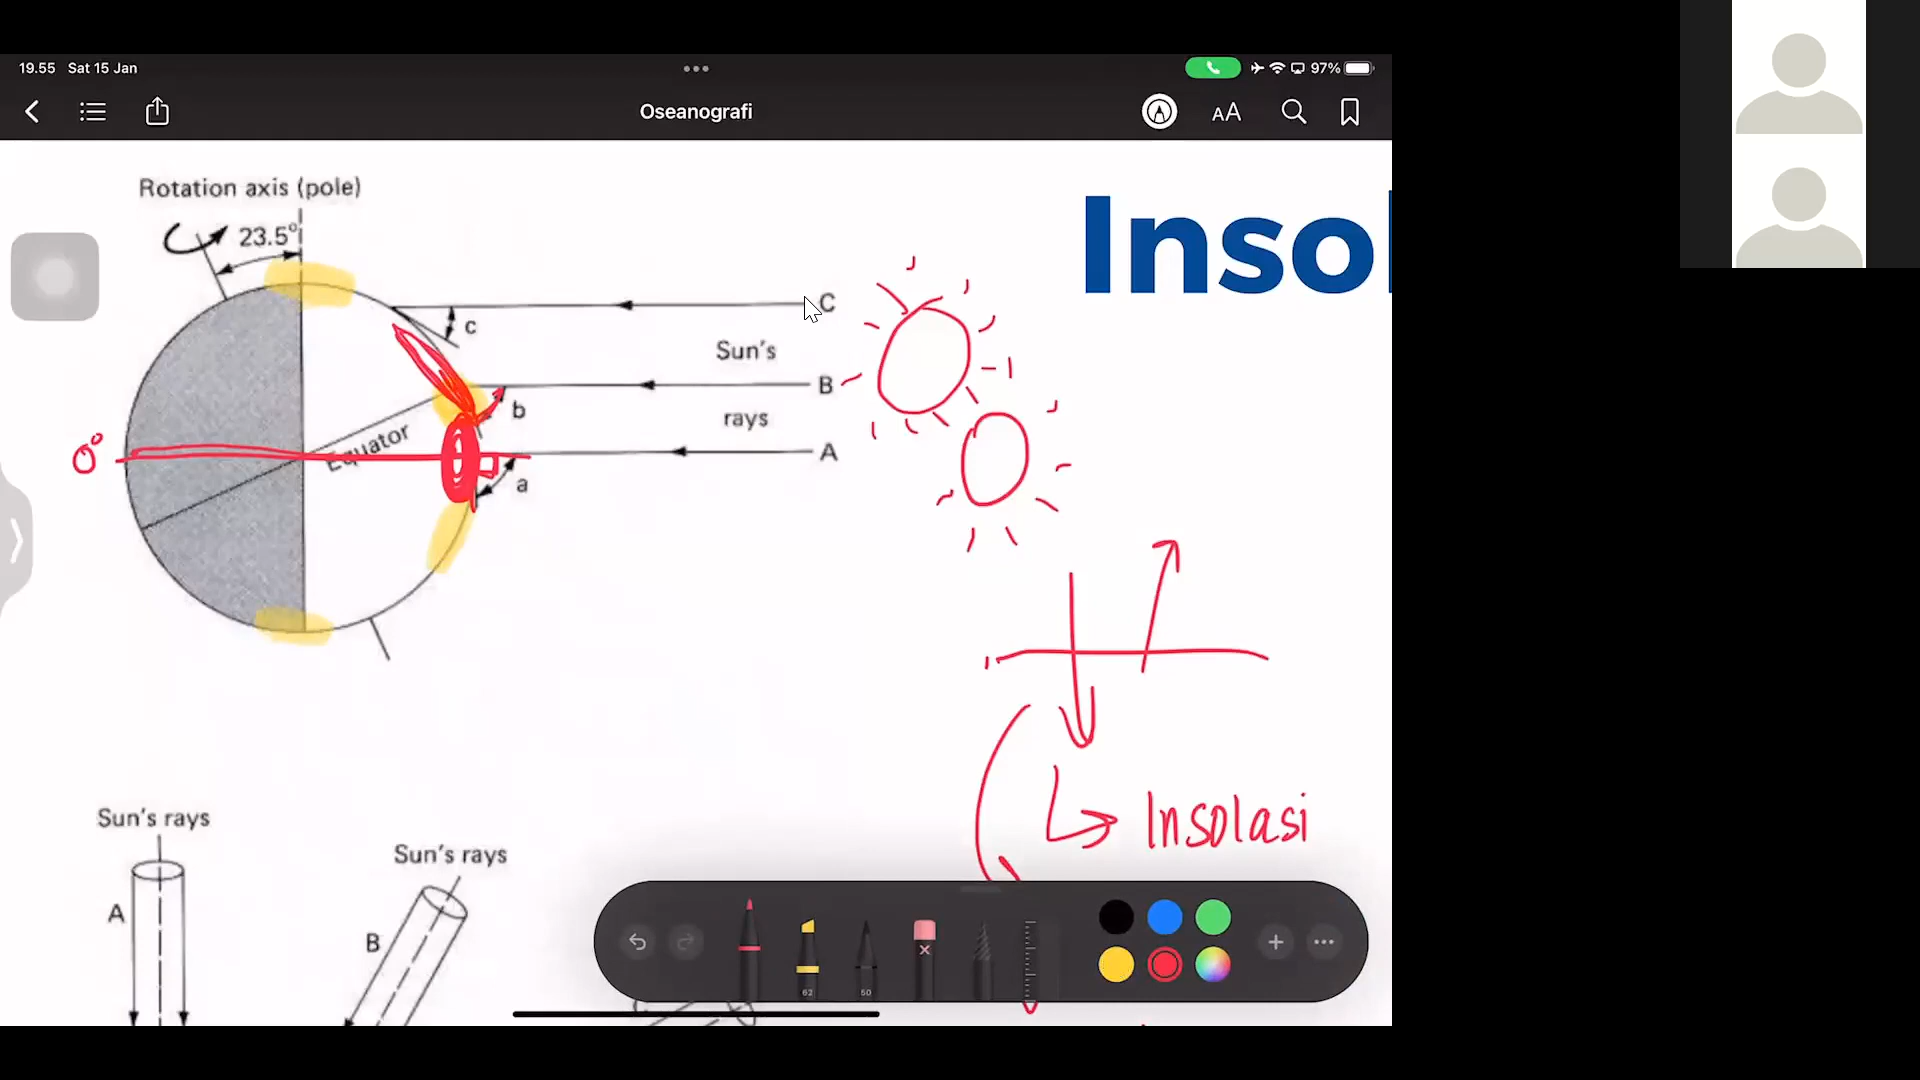 19.55 Sat 15 Jan
97%
Oseanografi
AA
Rotation axis (pole)
23.5°
Insol
C
c
Sun's
B
b
rays
0°
Equator
A
a
Insolasi
Sun's rays
Sun's rays
A
B
62
50